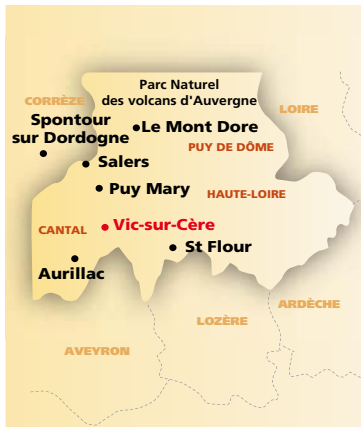 Parc Naturel
des volcans d'Auvergne
CORRÈZE
LOIRE
Spontour
sur Dordogne
Le Mont Dore
PUY DE DÔME
Salers
Puy Mary
HAUTE-LOIRE
CANTAL
Vic-sur-Cère
St Flour
Aurillac
ARDÈCHE
LOZÈRE
AVEYRON